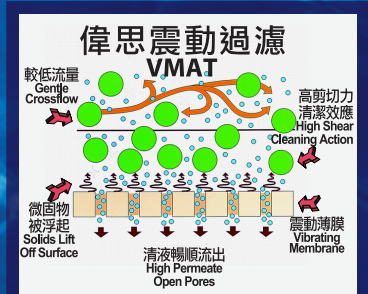 偉思震動過濾
VMAT
較低流量
Gentle
Crossflow
高剪切力
清潔效應
High Shear
Cleaning Action
微固物
被浮起
Solids Lift
Off Surface
清液暢順流出
High Permeate
Open Pores
震動薄膜
Vibrating
Membrane